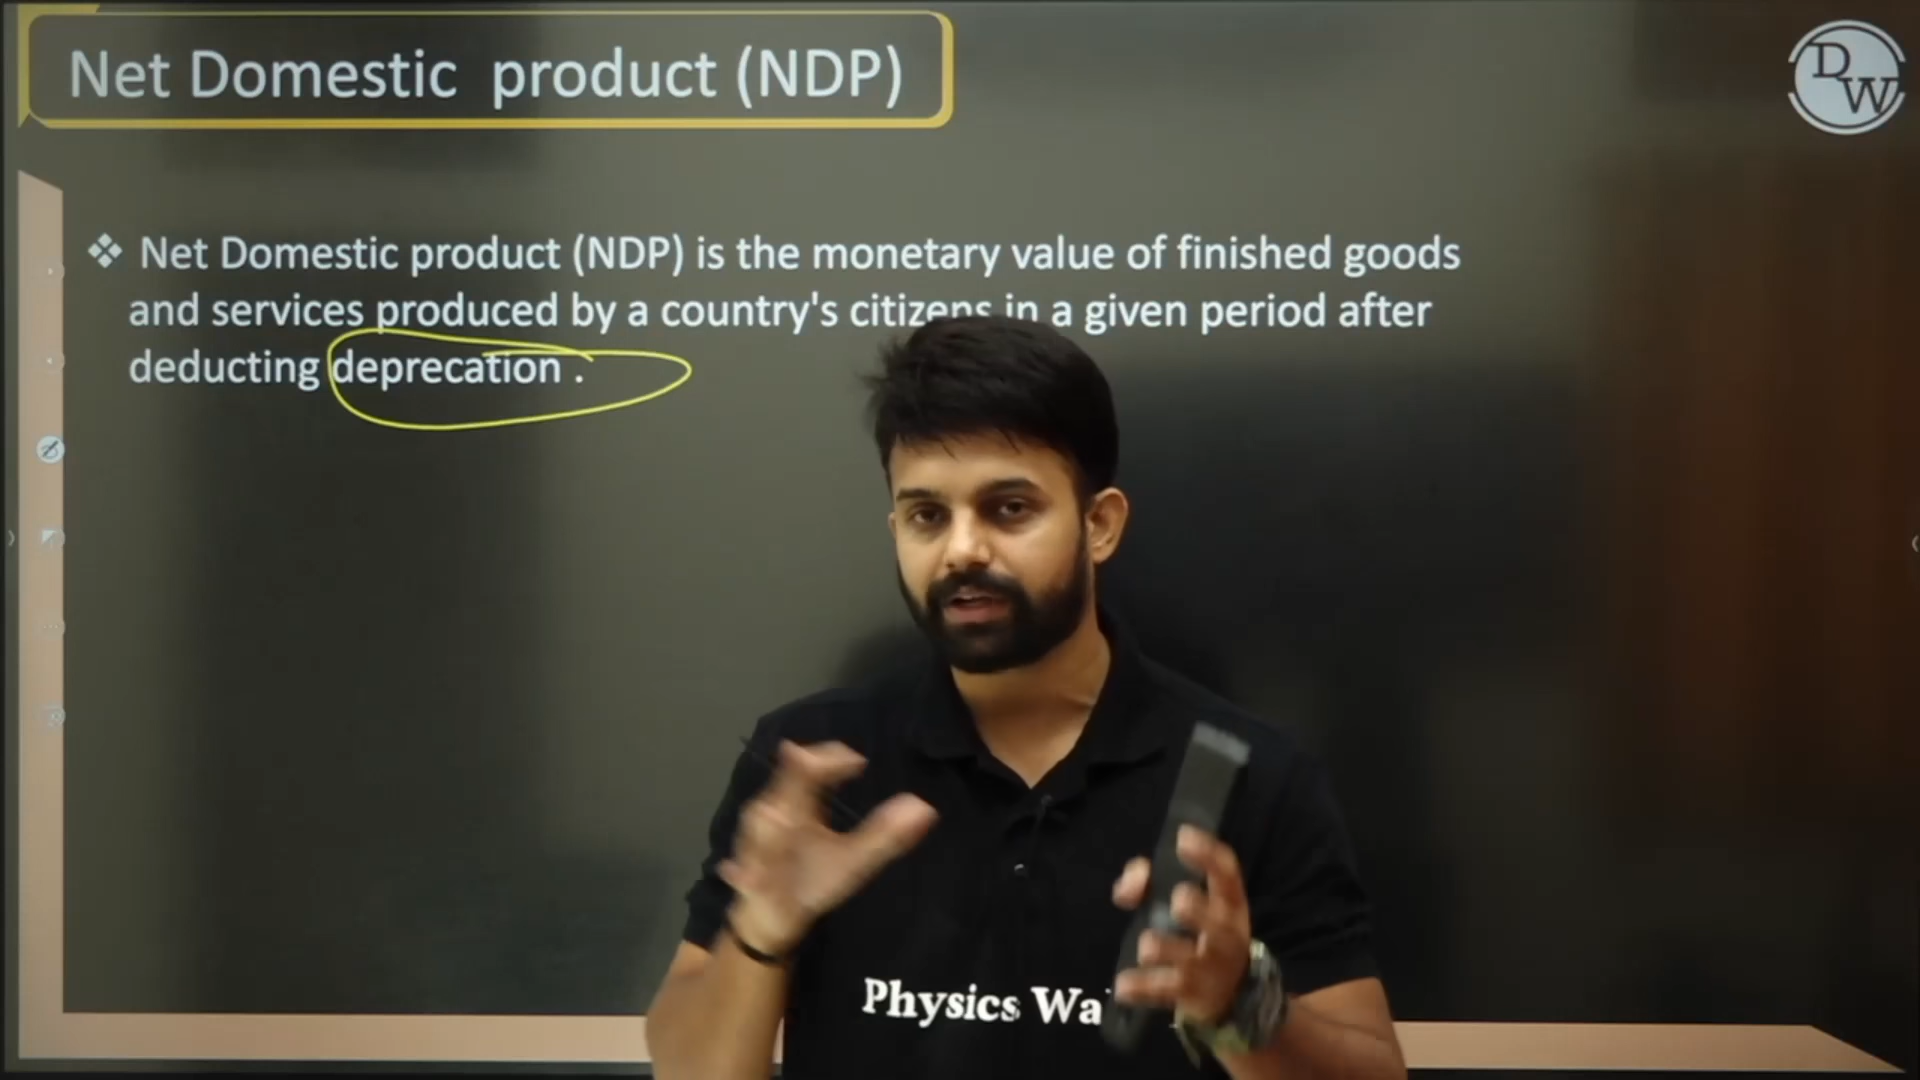 Net Domestic product (NDP)
DW
❖ Net Domestic product (NDP) is the monetary value of finished goods
and services produced by a country's citizens in a given period after
deducting deprecation .
Physics Wa